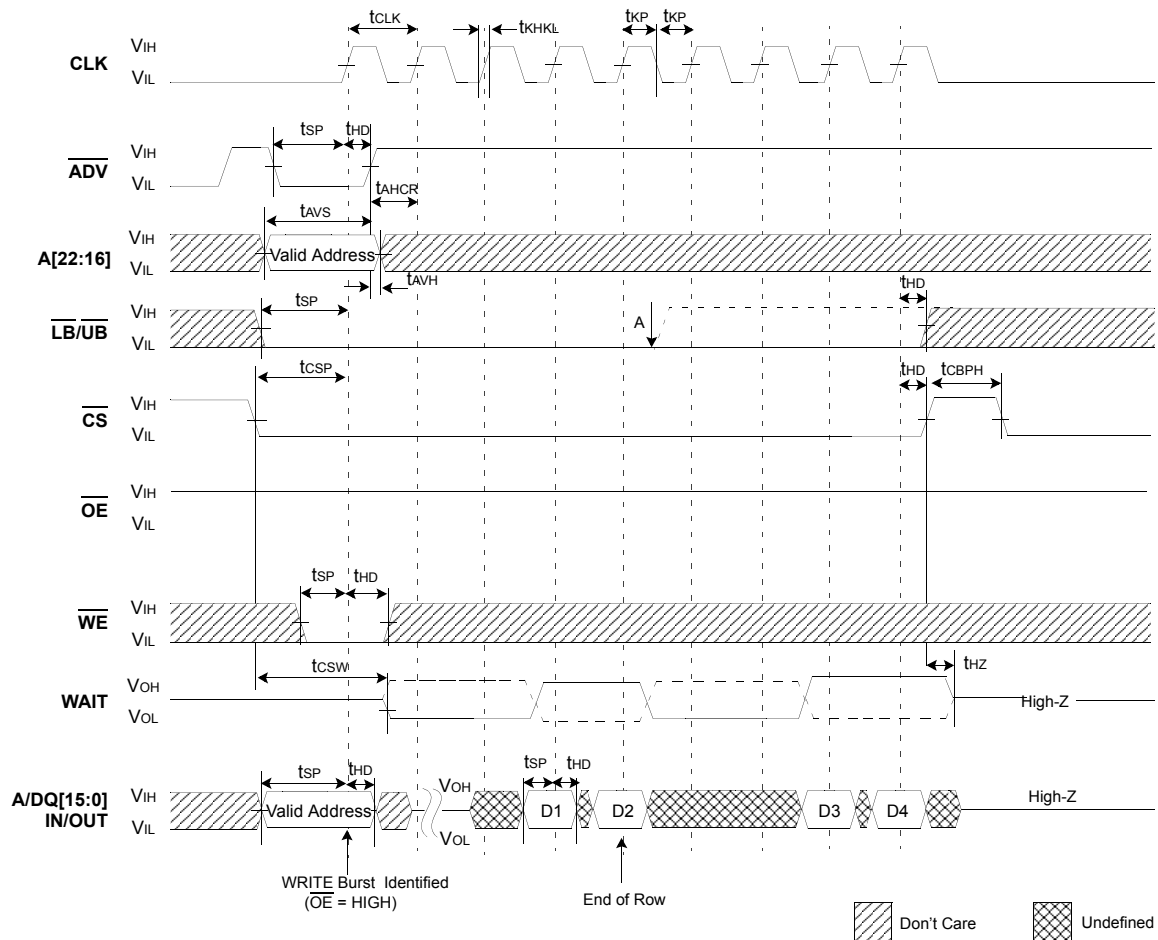 tCLK
tKHKL
tKP tKP
CLK
VIH
VIL
tSP tHD
ADV
VIH
VIL
tAHCR
tAVS
A[22:16]
VIH
VIL
Valid Address
tAVH
tSP
tHD
LB/UB
VIH
VIL
A
tCSP
tHD
tCBPH
CS
VIH
VIL
OE
VIH
VIL
tSP tHD
WE
VIH
VIL
tCSW
tHZ
WAIT
VOH
VOL
High-Z
tSP tHD
tSP tHD
A/DQ[15:0]
IN/OUT
VIH
VIL
Valid Address
VOH
VOL
D1
D2
D3
D4
High-Z
WRITE Burst Identified
(OE = HIGH)
End of Row
Don't Care
Undefined